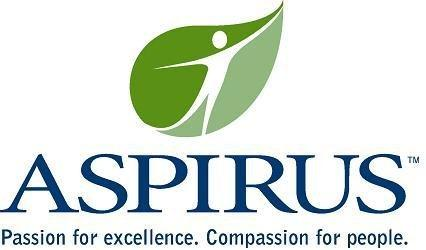 ASPIRUS™
Passion for excellence. Compassion for people.